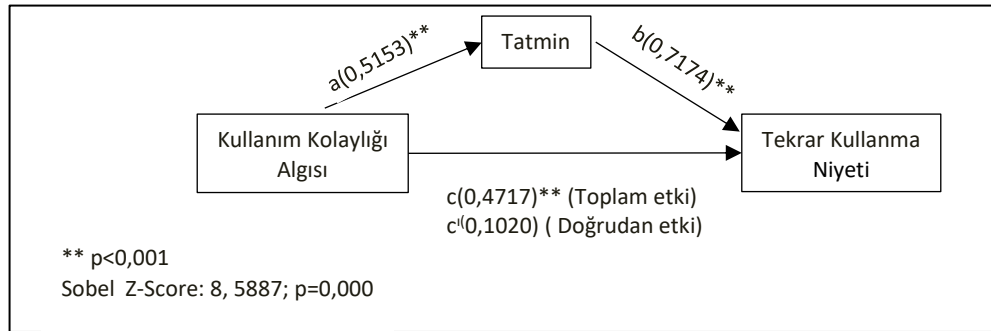 a(0,5153)**
Tatmin
b(0,7174)**
Kullanım Kolaylığı
Algısı
Tekrar Kullanma
Niyeti
c(0,4717)** (Toplam etki)
cı(0,1020) ( Doğrudan etki)
** p<0,001
Sobel Z-Score: 8, 5887; p=0,000